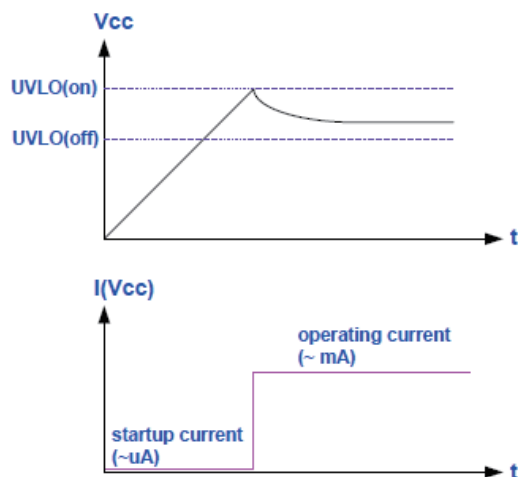 Vcc
UVLO(on)
UVLO(off)
t
I(Vcc)
operating current
(~ mA)
startup current
(~uA)
t